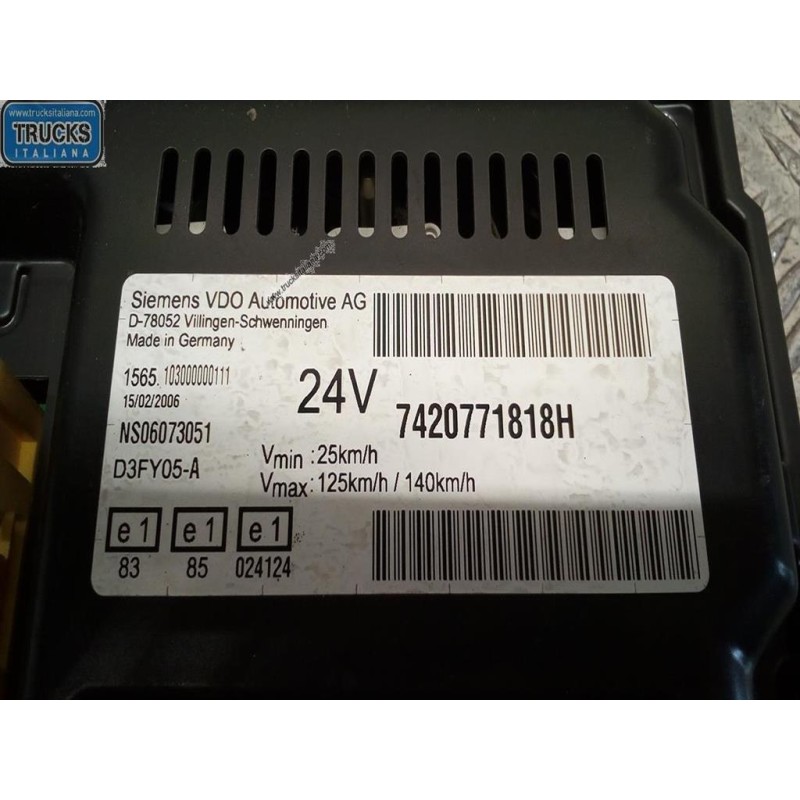 www.trucksitaliana.com
TRUCKS
ITALIANA
Siemens VDO Automotive AG
D-78052 Villingen-Schwenningen
Made in Germany
1565.103000000111
15/02/2006
24V
7420771818H
NS06073051
D3FY05-A
Vmin : 25km/h
Vmax : 125km/h / 140km/h
e1 e1 e1
83 85 024124